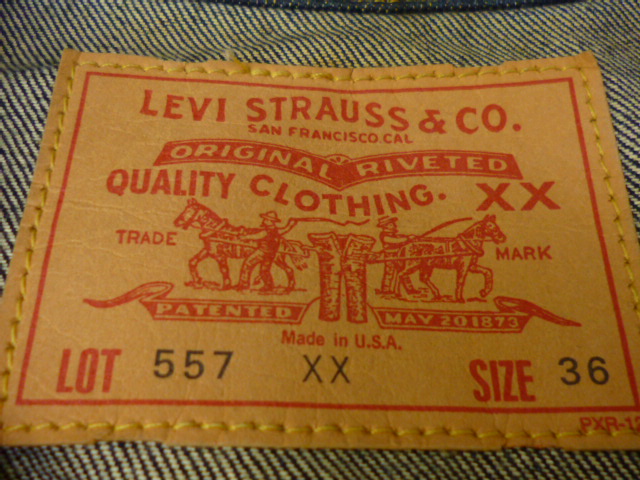 LEVI STRAUSS & CO.
SAN FRANCISCO.CAL
ORIGINAL RIVETED
QUALITY CLOTHING. XX
TRADE MARK
PATENTED MAY 20 1873
Made in U.S.A.
LOT 557 XX SIZE 36